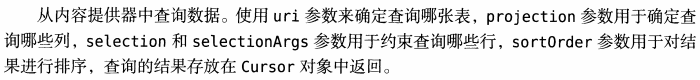 从内容提供器中查询数据。使用 uri 参数来确定查询哪张表，projection 参数用于确定查
询哪些列，selection 和 selectionArgs 参数用于约束查询哪些行，sortOrder 参数用于对结
果进行排序，查询的结果存放在 Cursor 对象中返回。